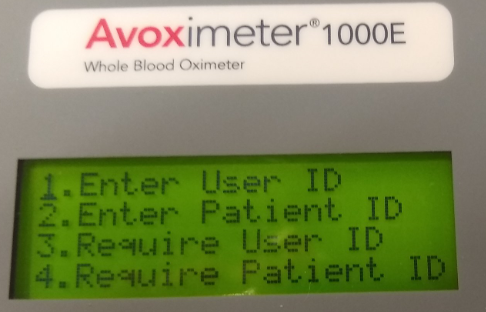 Avoximeter® 1000E
Whole Blood Oximeter
1.Enter User ID
2.Enter Patient ID
3.Require User ID
4.Require Patient ID